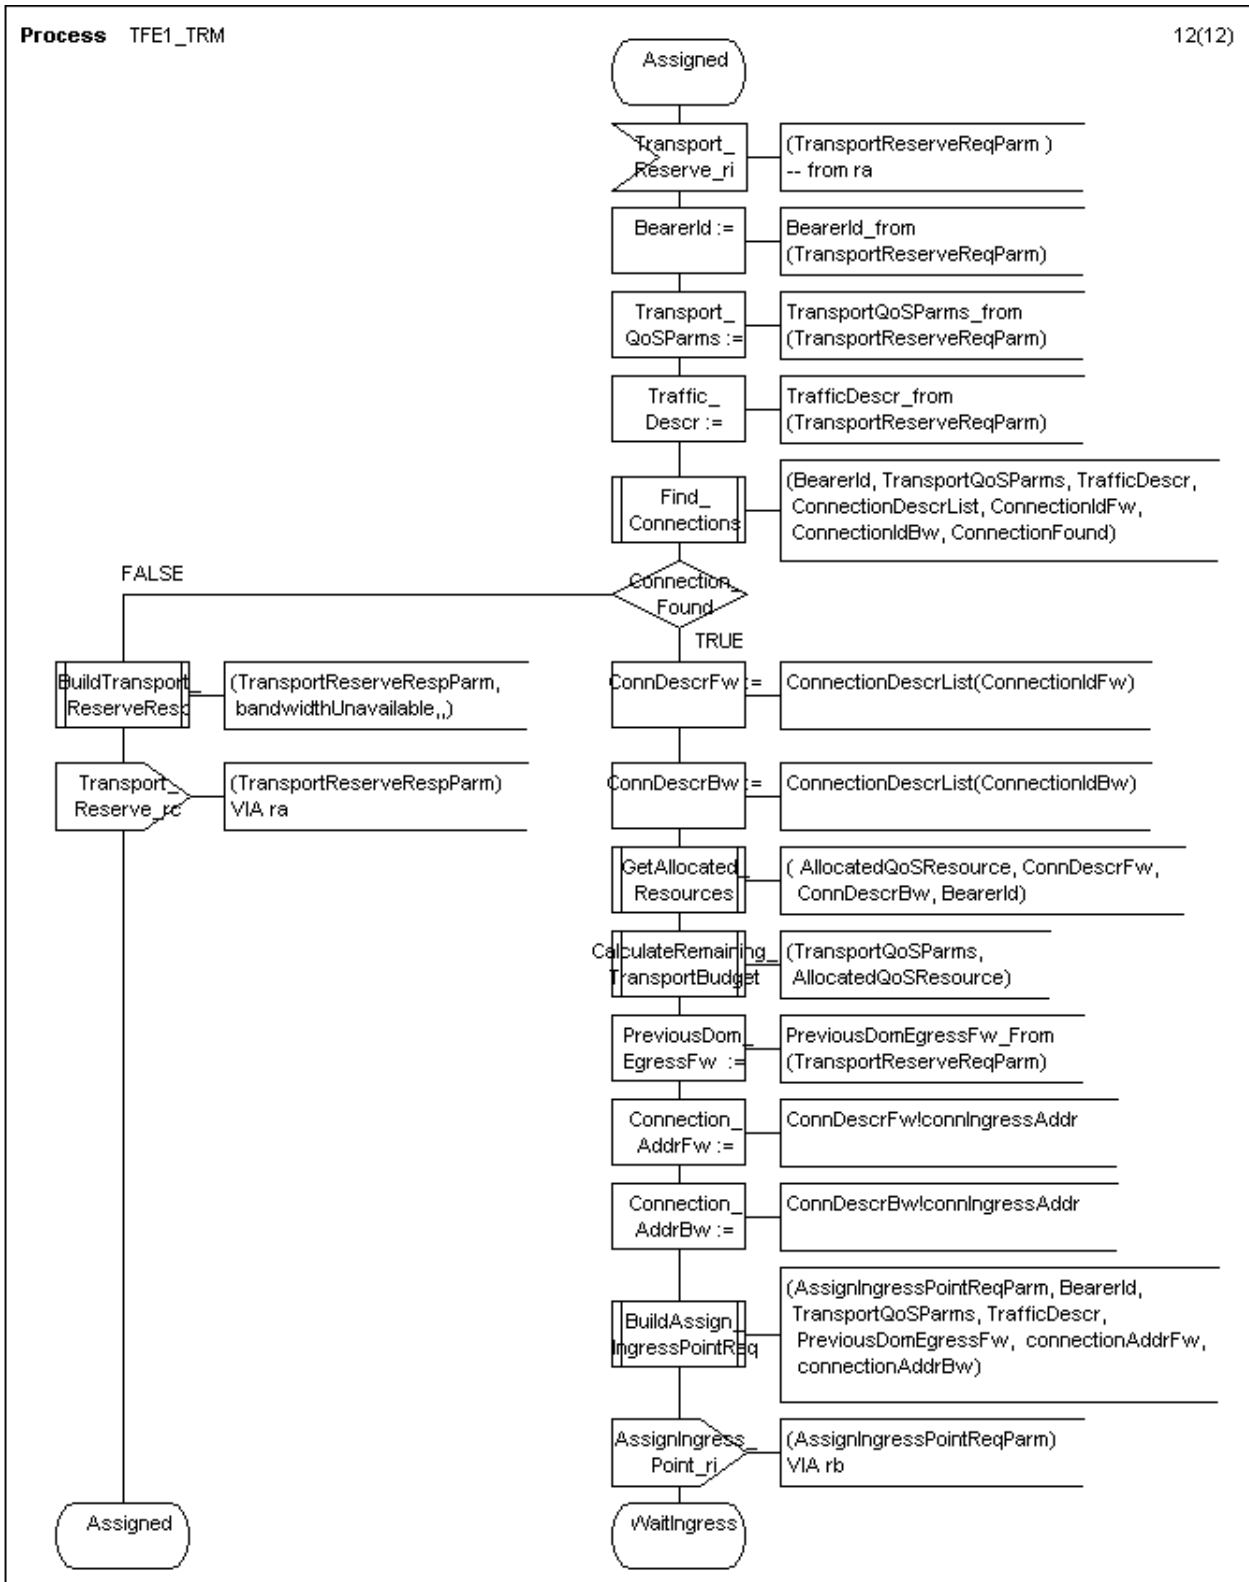 Process TFE1_TRM 12(12)
Assigned
Transport_
Reserve_ri
(TransportReserveReqParm )
-- from ra
BearerId :=
BearerId_from
(TransportReserveReqParm)
Transport_
QoSParms :=
TransportQoSParms_from
(TransportReserveReqParm)
Traffic_
Descr :=
TrafficDescr_from
(TransportReserveReqParm)
Find_
Connections
(BearerId, TransportQoSParms, TrafficDescr,
ConnectionDescrList, ConnectionIdFw,
ConnectionIdBw, ConnectionFound)
Connection_
Found
FALSE
TRUE
BuildTransport_
ReserveResp
(TransportReserveRespParm,
bandwidthUnavailable,,)
Transport_
Reserve_rc
(TransportReserveRespParm)
VIA ra
Assigned
ConnDescrFw :=
ConnectionDescrList(ConnectionIdFw)
ConnDescrBw :=
ConnectionDescrList(ConnectionIdBw)
GetAllocated_
Resources
( AllocatedQoSResource, ConnDescrFw,
ConnDescrBw, BearerId)
CalculateRemaining_
TransportBudget
(TransportQoSParms,
AllocatedQoSResource)
PreviousDom_
EgressFw :=
PreviousDomEgressFw_From
(TransportReserveReqParm)
Connection_
AddrFw :=
ConnDescrFw!connIngressAddr
Connection_
AddrBw :=
ConnDescrBw!connIngressAddr
BuildAssign_
IngressPointReq
(AssignIngressPointReqParm, BearerId,
TransportQoSParms, TrafficDescr,
PreviousDomEgressFw, connectionAddrFw,
connectionAddrBw)
AssignIngress_
Point_ri
(AssignIngressPointReqParm)
VIA rb
WaitIngress